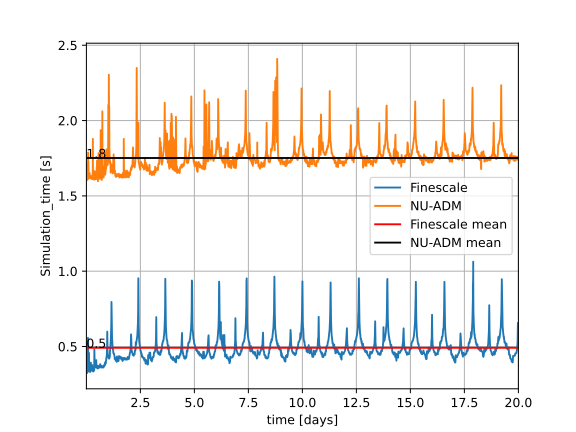 2.5
2.0
1.8
1.5
1.0
0.5
0.5
Simulation_time [s]
Finescale
NU-ADM
Finescale mean
NU-ADM mean
2.5 5.0 7.5 10.0 12.5 15.0 17.5 20.0
time [days]